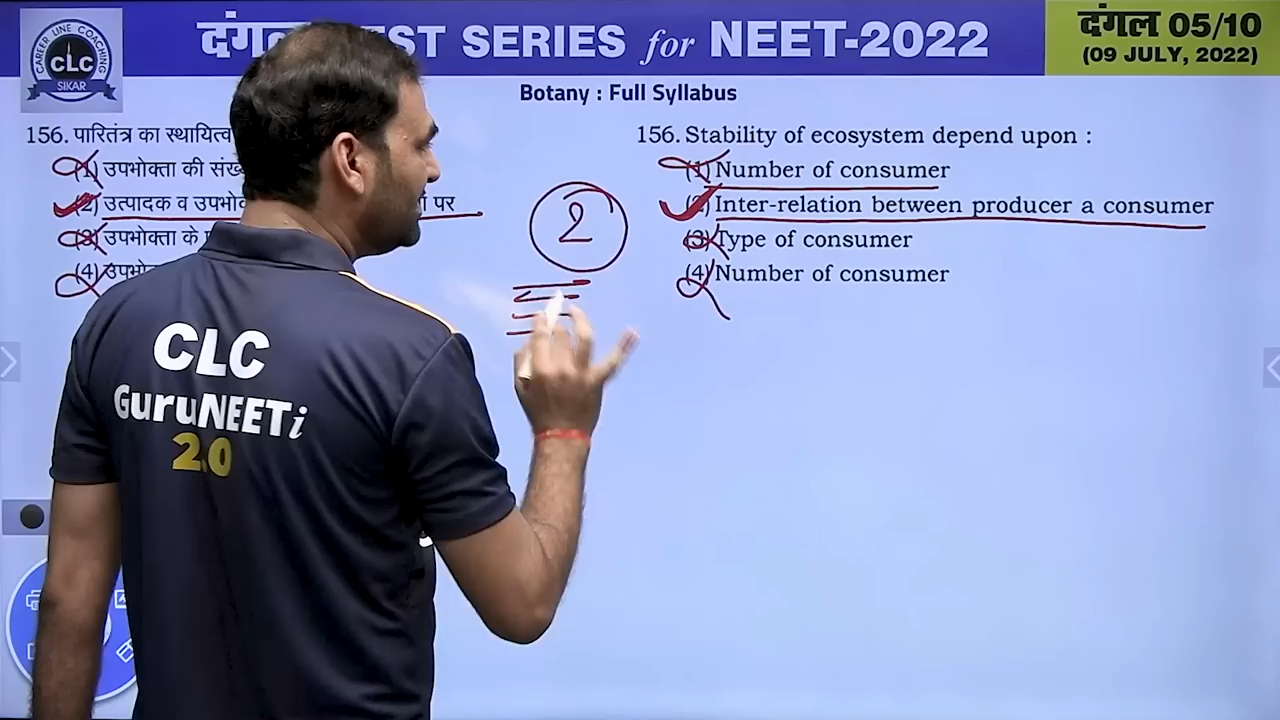 दंगल TEST SERIES for NEET-2022
दंगल 05/10
(09 JULY, 2022)
CAREER LINE COACHING
CLC
SIKAR
Botany : Full Syllabus
156. पारितंत्र का स्थायित्व
(1) उपभोक्ता की
(2) उत्पादक व पर
(3) उपभोक्ता के
(4)
156. Stability of ecosystem depend upon :
(1) Number of consumer
(2) Inter-relation between producer a consumer
(3) Type of consumer
(4) Number of consumer
2
CLC
GuruNEETi
2.0